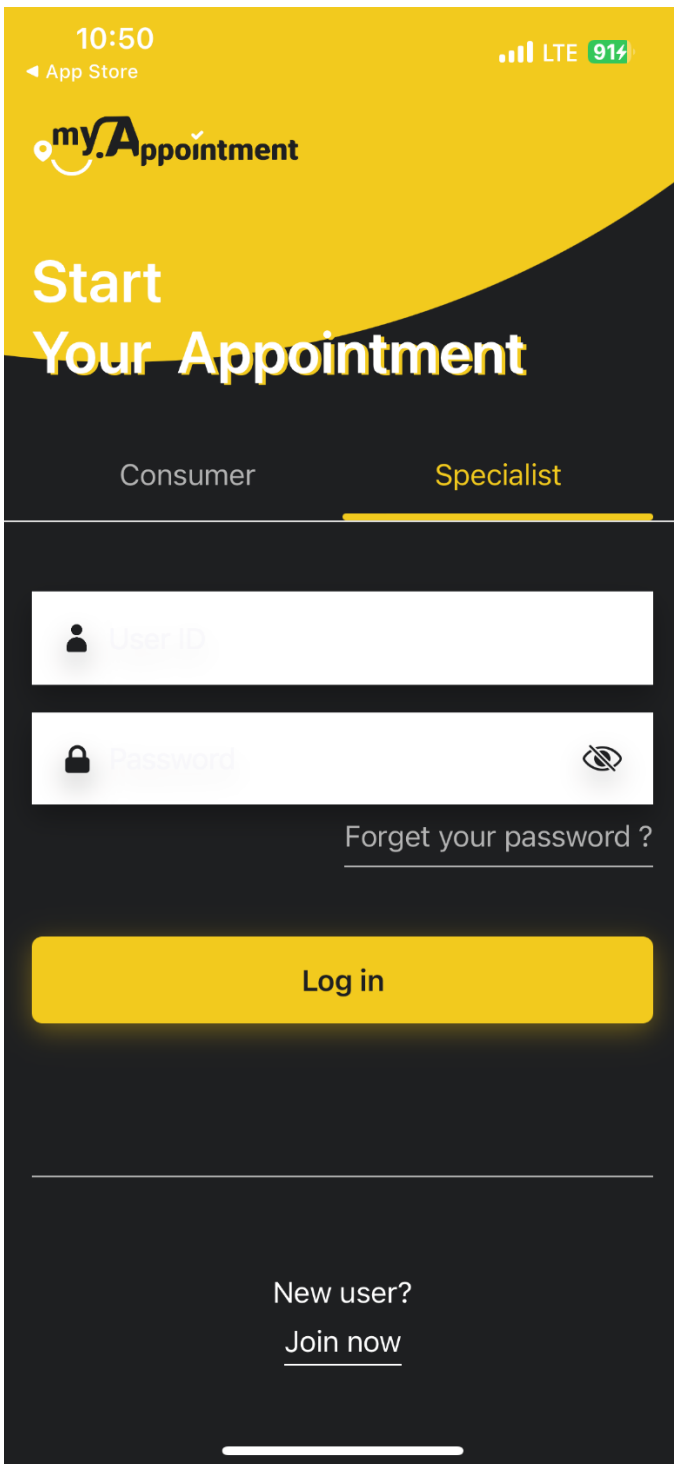 10:50
LTE 91
App Store
my.Appointment
Start
Your Appointment
Consumer Specialist
User ID
Password
Forget your password ?
Log in
New user?
Join now